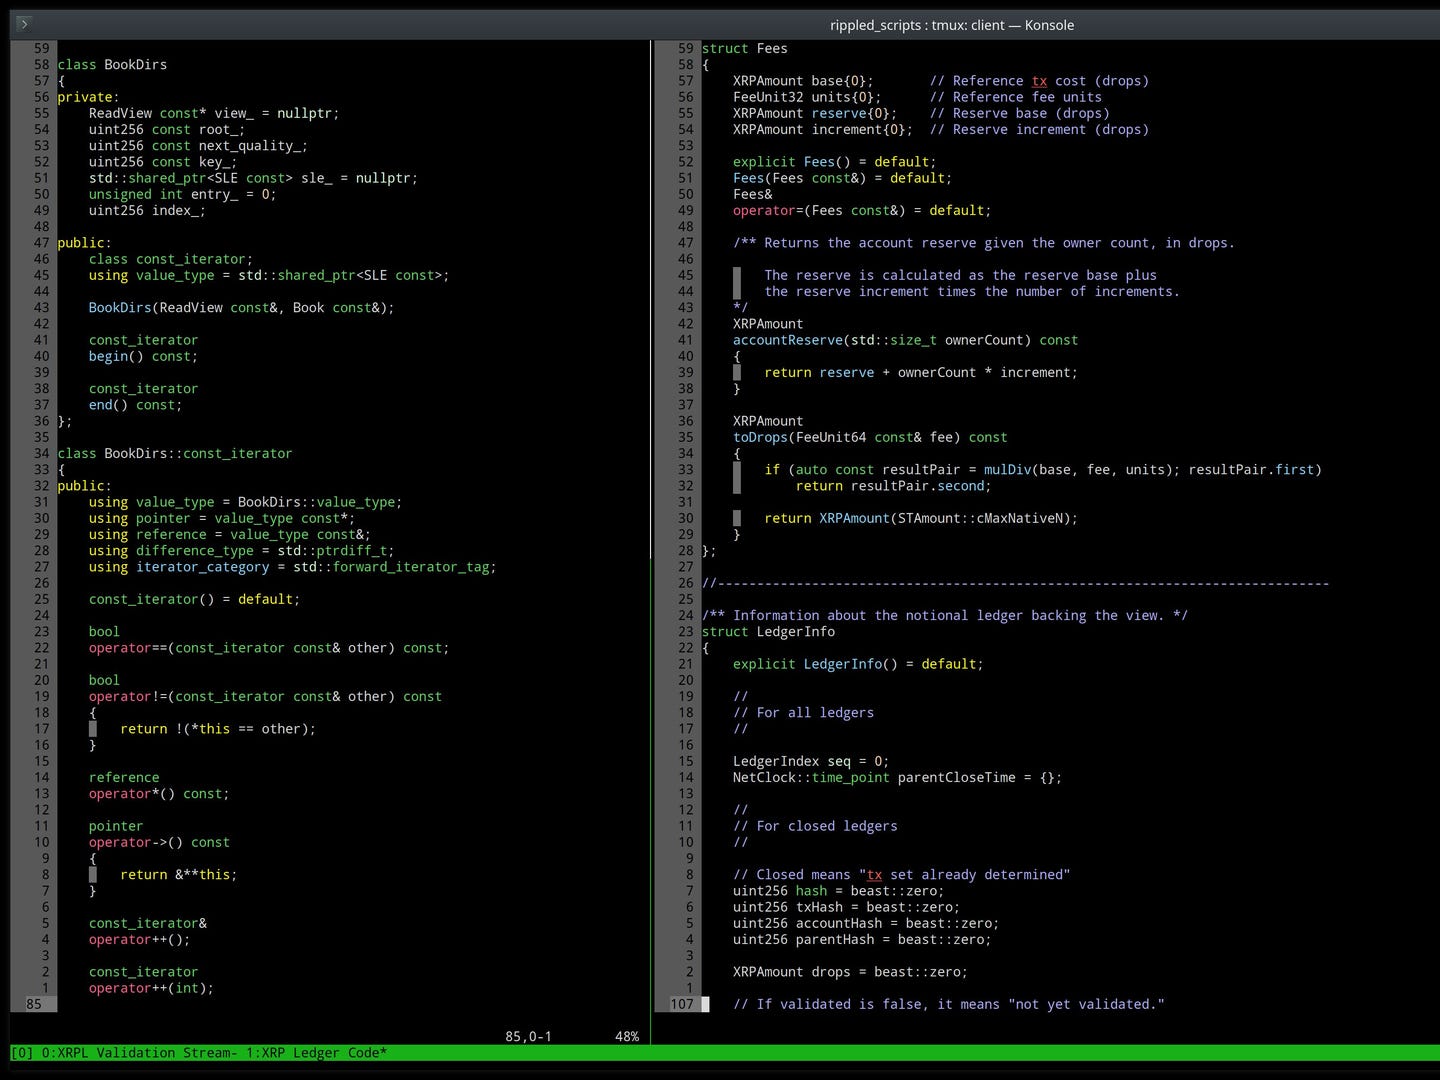 rippled_scripts : tmux: client — Konsole
59
58 class BookDirs
57 {
56 private:
55     ReadView const* view_ = nullptr;
54     uint256 const root_;
53     uint256 const next_quality_;
52     uint256 const key_;
51     std::shared_ptr<SLE const> sle_ = nullptr;
50     unsigned int entry_ = 0;
49     uint256 index_;
48
47 public:
46     class const_iterator;
45     using value_type = std::shared_ptr<SLE const>;
44
43     BookDirs(ReadView const&, Book const&);
42
41     const_iterator
40     begin() const;
39
38     const_iterator
37     end() const;
36 };
35
34 class BookDirs::const_iterator
33 {
32 public:
31     using value_type = BookDirs::value_type;
30     using pointer = value_type const*;
29     using reference = value_type const&;
28     using difference_type = std::ptrdiff_t;
27     using iterator_category = std::forward_iterator_tag;
26
25     const_iterator() = default;
24
23     bool
22     operator==(const_iterator const& other) const;
21
20     bool
19     operator!=(const_iterator const& other) const
18     {
17         return !(*this == other);
16     }
15
14     reference
13     operator*() const;
12
11     pointer
10     operator->() const
9     {
8         return &**this;
7     }
6
5     const_iterator&
4     operator++();
3
2     const_iterator
1     operator++(int);
85
85,0-1 48%
59 struct Fees
58 {
57     XRPAmount base{0};       // Reference tx cost (drops)
56     FeeUnit32 units{0};      // Reference fee units
55     XRPAmount reserve{0};    // Reserve base (drops)
54     XRPAmount increment{0};  // Reserve increment (drops)
53
52     explicit Fees() = default;
51     Fees(Fees const&) = default;
50     Fees&
49     operator=(Fees const&) = default;
48
47     /** Returns the account reserve given the owner count, in drops.
46
45         The reserve is calculated as the reserve base plus
44         the reserve increment times the number of increments.
43     */
42     XRPAmount
41     accountReserve(std::size_t ownerCount) const
40     {
39         return reserve + ownerCount * increment;
38     }
37
36     XRPAmount
35     toDrops(FeeUnit64 const& fee) const
34     {
33         if (auto const resultPair = mulDiv(base, fee, units); resultPair.first)
32             return resultPair.second;
31
30         return XRPAmount(STAmount::cMaxNativeN);
29     }
28 };
27
26 //------------------------------------------------------------------------------
25
24 /** Information about the notional ledger backing the view. */
23 struct LedgerInfo
22 {
21     explicit LedgerInfo() = default;
20
19     //
18     // For all ledgers
17     //
16
15     LedgerIndex seq = 0;
14     NetClock::time_point parentCloseTime = {};
13
12     //
11     // For closed ledgers
10     //
9
8     // Closed means "tx set already determined"
7     uint256 hash = beast::zero;
6     uint256 txHash = beast::zero;
5     uint256 accountHash = beast::zero;
4     uint256 parentHash = beast::zero;
3
2     XRPAmount drops = beast::zero;
1
107     // If validated is false, it means "not yet validated."
[0] 0:XRPL Validation Stream- 1:XRP Ledger Code*